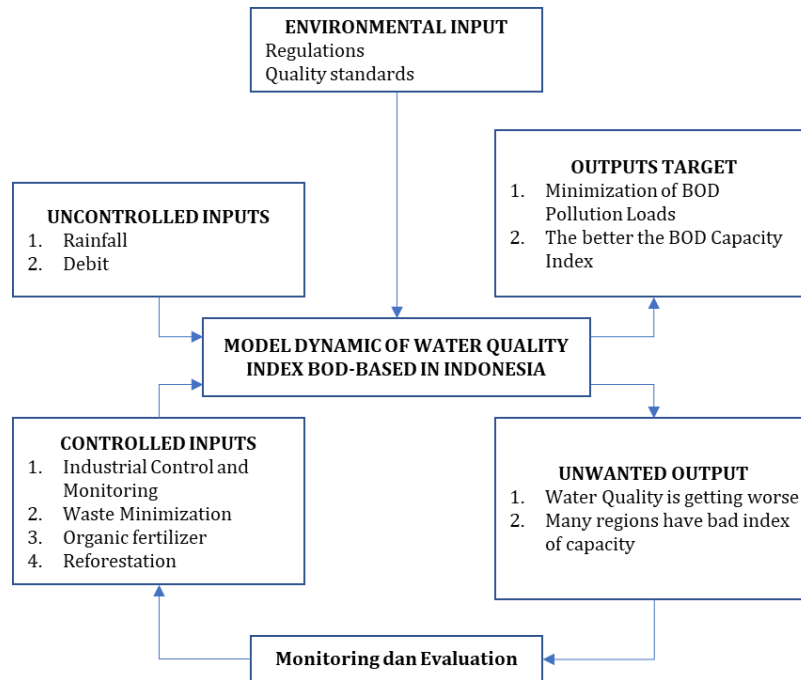 ENVIRONMENTAL INPUT
Regulations
Quality standards
OUTPUTS TARGET
1. Minimization of BOD
Pollution Loads
2. The better the BOD Capacity
Index
UNCONTROLLED INPUTS
1. Rainfall
2. Debit
MODEL DYNAMIC OF WATER QUALITY
INDEX BOD-BASED IN INDONESIA
CONTROLLED INPUTS
1. Industrial Control and
Monitoring
2. Waste Minimization
3. Organic fertilizer
4. Reforestation
UNWANTED OUTPUT
1. Water Quality is getting worse
2. Many regions have bad index
of capacity
Monitoring dan Evaluation